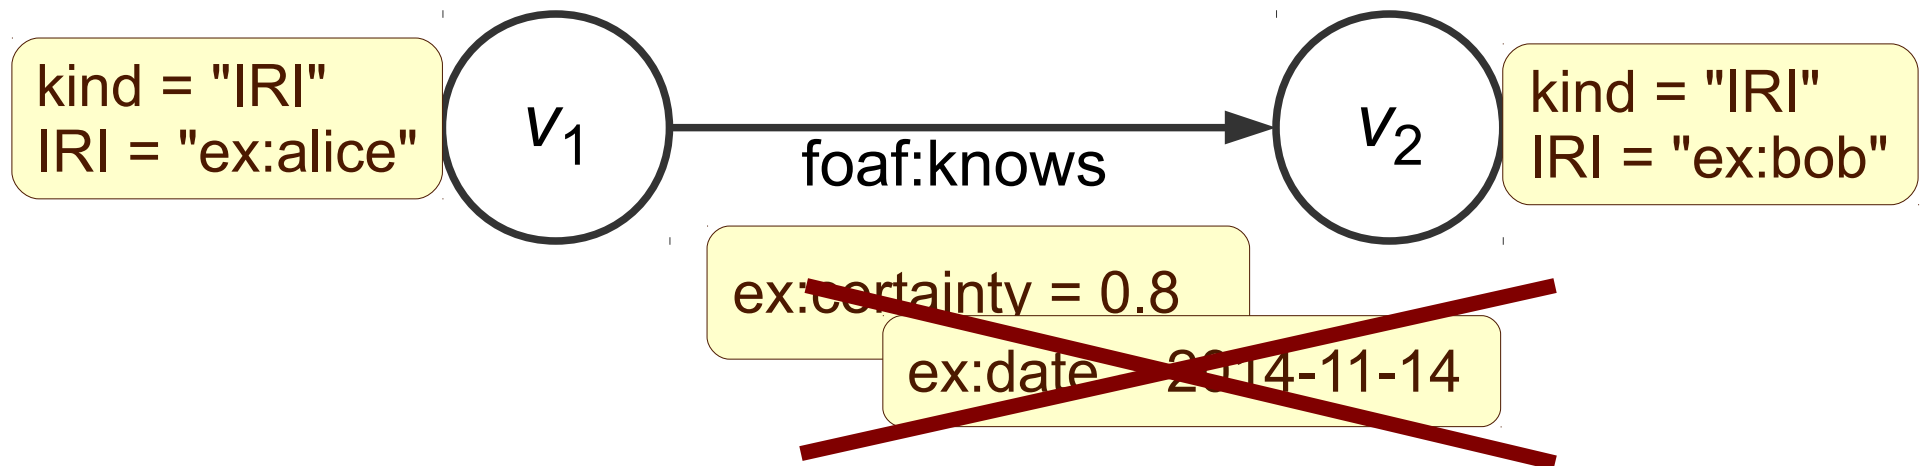 kind = "IRI"
IRI = "ex:alice"
v1
foaf:knows
v2
kind = "IRI"
IRI = "ex:bob"
ex:certainty = 0.8
ex:date 2014-11-14